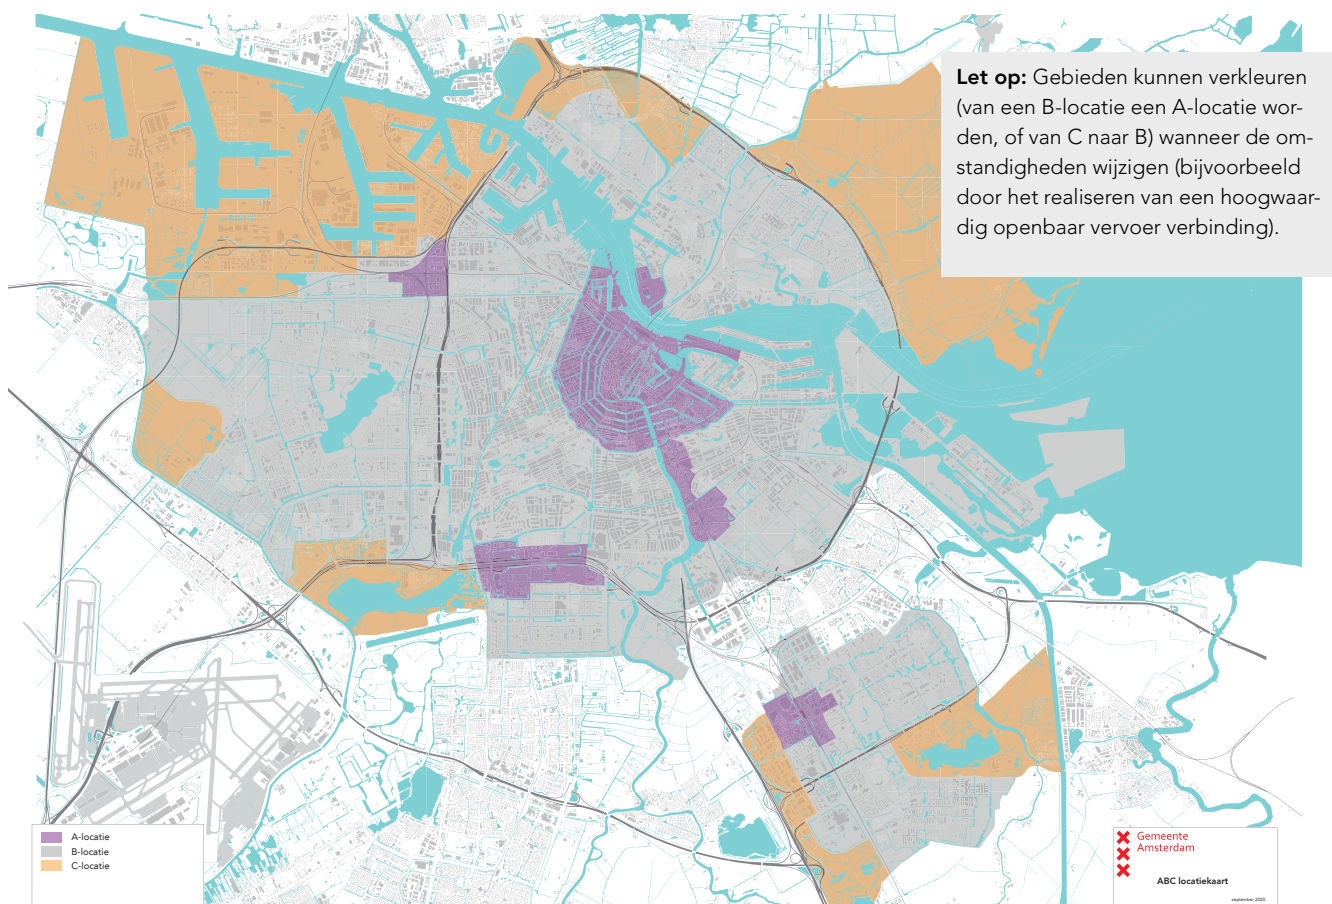 Let op: Gebieden kunnen verkleuren
(van een B-locatie een A-locatie wor-
den, of van C naar B) wanneer de om-
standigheden wijzigen (bijvoorbeeld
door het realiseren van een hoogwaar-
dig openbaar vervoer verbinding).
A-locatie
B-locatie
C-locatie
Gemeente
Amsterdam
ABC locatiekaart
september 2020